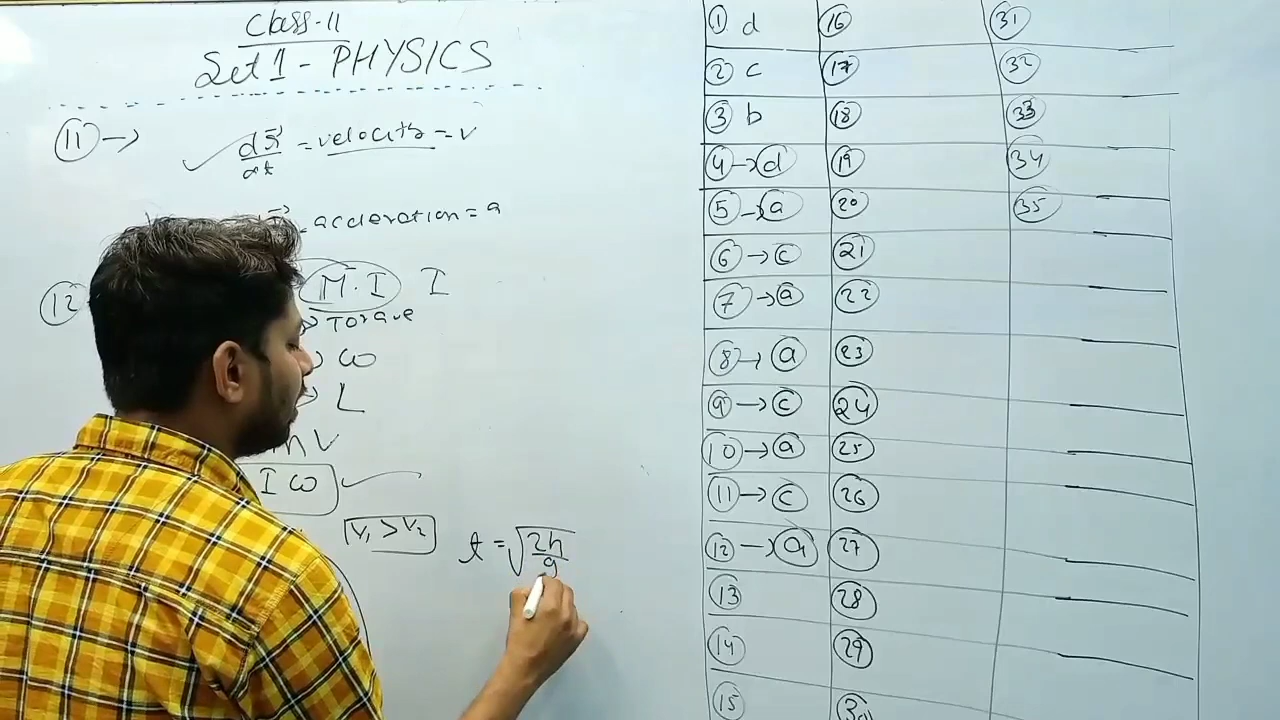 Class-11
Set 1 - PHYSICS
11 →
dr/dt = velocity = v
acceleration = a
12
M.I I
→ Torque
→ ω
→ L
mv
Iω
V₁ > V₂
t = √2h/g
1 d 16 31
2 c 17 32
3 b 18 33
4 → d 19 34
5 → a 20 35
6 → c 21
7 → a 22
8 → a 23
9 → c 24
10 → a 25
11 → c 26
12 → a 27
13 28
14 29
15 30